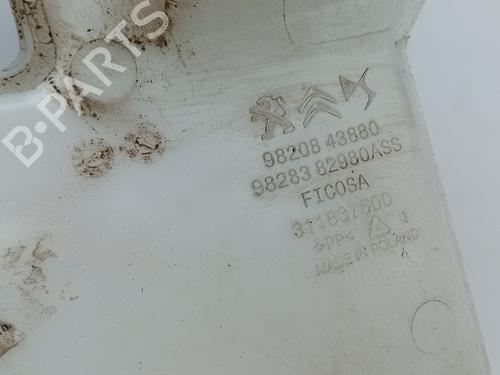 B-PARTS
98208 43880
98283 82980ASS
FICOSA
311837500
>PP< 1
MADE IN POLAND